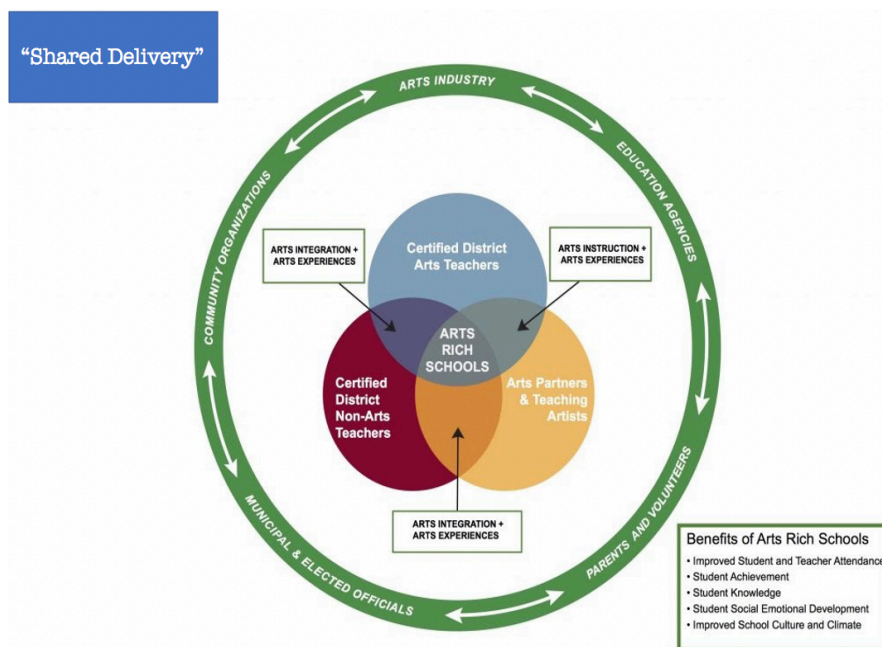 “Shared Delivery”
ARTS INDUSTRY
EDUCATION AGENCIES
PARENTS AND VOLUNTEERS
MUNICIPAL & ELECTED OFFICIALS
COMMUNITY ORGANIZATIONS
ARTS INTEGRATION +
ARTS EXPERIENCES
Certified District
Arts Teachers
ARTS INSTRUCTION +
ARTS EXPERIENCES
ARTS
RICH
SCHOOLS
Certified
District
Non-Arts
Teachers
Arts Partners
& Teaching
Artists
ARTS INTEGRATION +
ARTS EXPERIENCES
Benefits of Arts Rich Schools
• Improved Student and Teacher Attendance
• Student Achievement
• Student Knowledge
• Student Social Emotional Development
• Improved School Culture and Climate